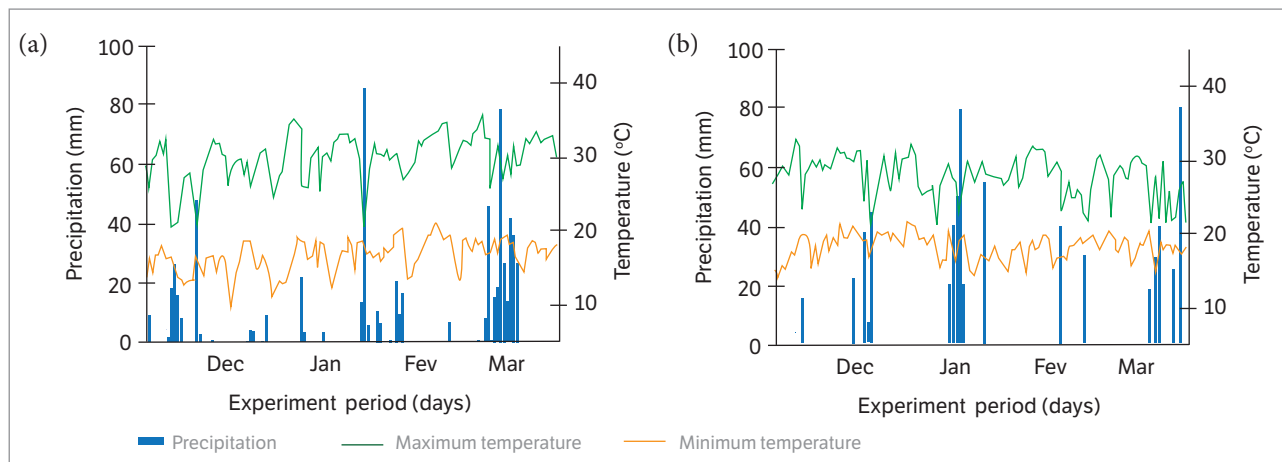 (a)
100
80
60
40
20
0
Precipitation (mm)
40
30
20
10
Temperature (ºC)
Dec Jan Fev Mar
Experiment period (days)
(b)
100
80
60
40
20
0
Precipitation (mm)
40
30
20
10
Temperature (ºC)
Dec Jan Fev Mar
Experiment period (days)
Precipitation Maximum temperature Minimum temperature